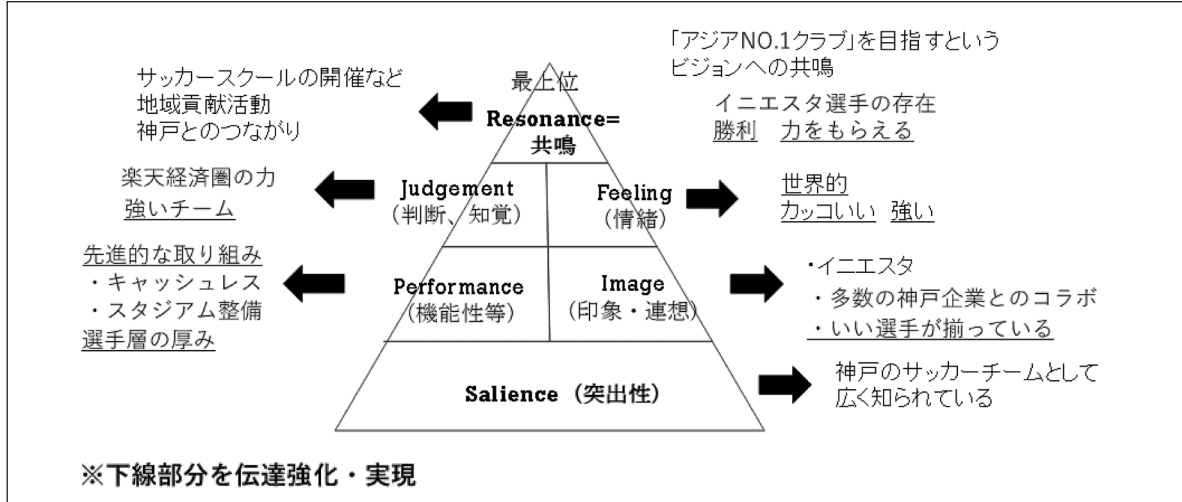 「アジアNO.1クラブ」を目指すという
ビジョンへの共鳴
サッカースクールの開催など
地域貢献活動
神戸とのつながり
最上位
Resonance=
共鳴
イニエスタ選手の存在
勝利 力をもらえる
楽天経済圏の力
強いチーム
Judgement
(判断、知覚)
Feeling
(情緒)
世界的
カッコいい 強い
先進的な取り組み
・キャッシュレス
・スタジアム整備
選手層の厚み
Performance
(機能性等)
Image
(印象・連想)
・イニエスタ
・多数の神戸企業とのコラボ
・いい選手が揃っている
Salience (突出性)
神戸のサッカーチームとして
広く知られている
※下線部分を伝達強化・実現